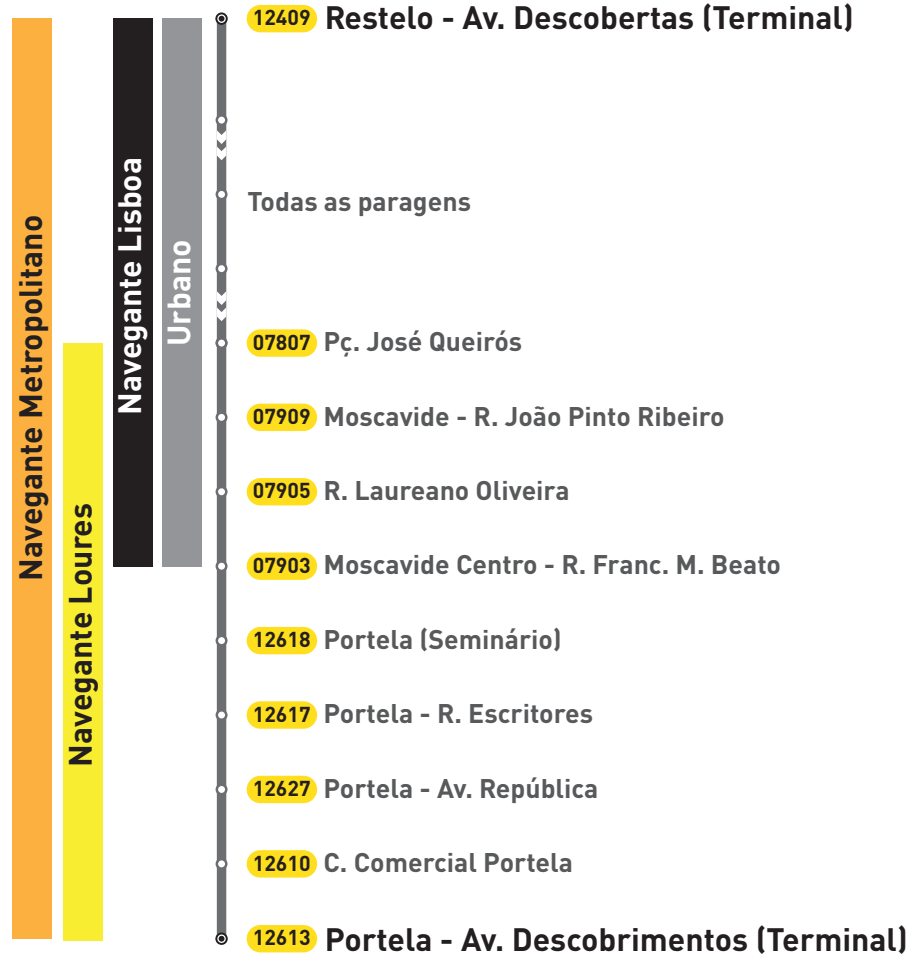 12409 Restelo - Av. Descobertas (Terminal)
Todas as paragens
07807 Pç. José Queirós
07909 Moscavide - R. João Pinto Ribeiro
07905 R. Laureano Oliveira
07903 Moscavide Centro - R. Franc. M. Beato
12618 Portela (Seminário)
12617 Portela - R. Escritores
12627 Portela - Av. República
12610 C. Comercial Portela
12613 Portela - Av. Descobrimentos (Terminal)
Navegante Metropolitano
Navegante Loures
Navegante Lisboa
Urbano